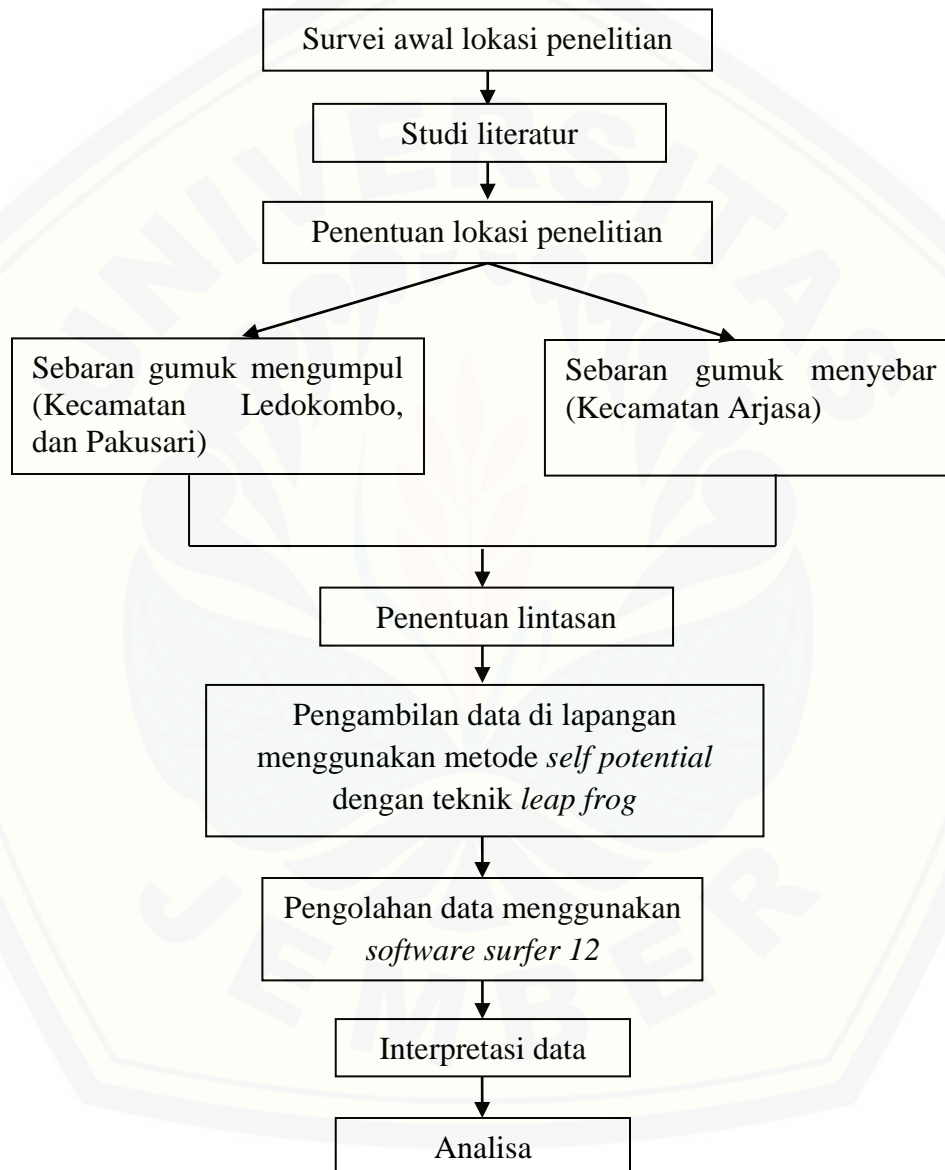 Survei awal lokasi penelitian
Studi literatur
Penentuan lokasi penelitian
Sebaran gumuk mengumpul
(Kecamatan Ledokombo,
dan Pakusari)
Sebaran gumuk menyebar
(Kecamatan Arjasa)
Penentuan lintasan
Pengambilan data di lapangan
menggunakan metode self potential
dengan teknik leap frog
Pengolahan data menggunakan
software surfer 12
Interpretasi data
Analisa
UNIVERSITAS
JEMBER